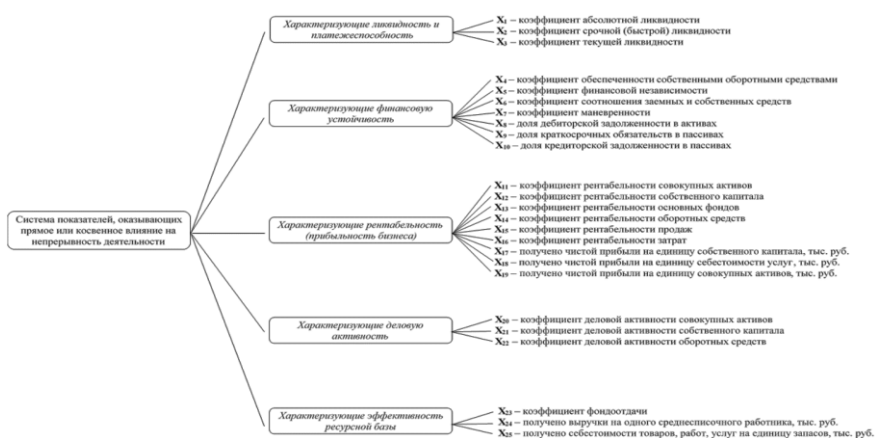 Система показателей, оказывающих
прямое или косвенное влияние на
непрерывность деятельности
Характеризующие ликвидность и
платежеспособность
X₁ – коэффициент абсолютной ликвидности
X₂ – коэффициент срочной (быстрой) ликвидности
X₃ – коэффициент текущей ликвидности
Характеризующие финансовую
устойчивость
X₄ – коэффициент обеспеченности собственными оборотными средствами
X₅ – коэффициент финансовой независимости
X₆ – коэффициент соотношения заемных и собственных средств
X₇ – коэффициент маневренности
X₈ – доля дебиторской задолженности в активах
X₉ – доля краткосрочных обязательств в пассивах
X₁₀ – доля кредиторской задолженности в пассивах
Характеризующие рентабельность
(прибыльность бизнеса)
X₁₁ – коэффициент рентабельности совокупных активов
X₁₂ – коэффициент рентабельности собственного капитала
X₁₃ – коэффициент рентабельности основных фондов
X₁₄ – коэффициент рентабельности оборотных средств
X₁₅ – коэффициент рентабельности продаж
X₁₆ – коэффициент рентабельности затрат
X₁₇ – получено чистой прибыли на единицу собственного капитала, тыс. руб.
X₁₈ – получено чистой прибыли на единицу себестоимости услуг, тыс. руб.
X₁₉ – получено чистой прибыли на единицу совокупных активов, тыс. руб.
Характеризующие деловую
активность
X₂₀ – коэффициент деловой активности совокупных активов
X₂₁ – коэффициент деловой активности собственного капитала
X₂₂ – коэффициент деловой активности оборотных средств
Характеризующие эффективность
ресурсной базы
X₂₃ – коэффициент фондоотдачи
X₂₄ – получено выручки на одного среднесписочного работника, тыс. руб.
X₂₅ – получено себестоимости товаров, работ, услуг на единицу запасов, тыс. руб.